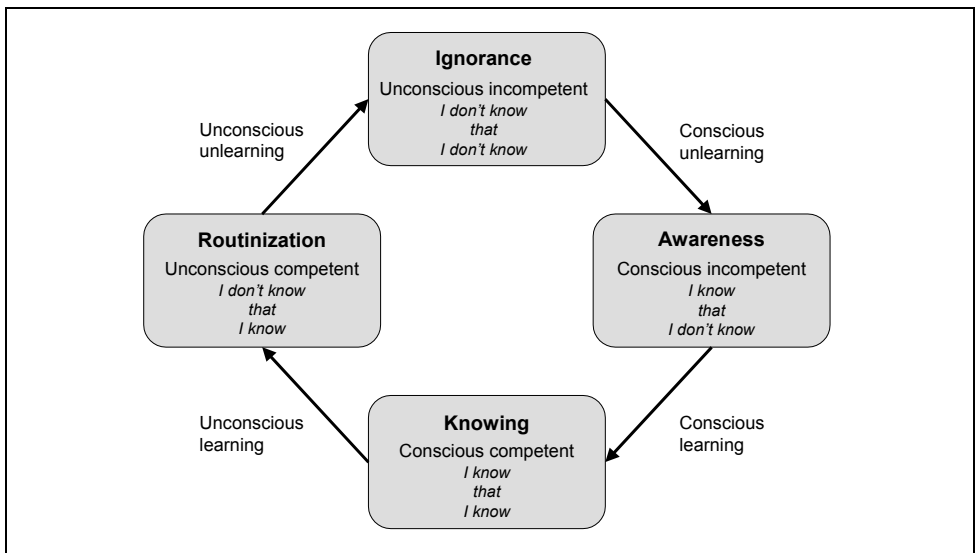 Ignorance
Unconscious incompetent
I don't know
that
I don't know
Unconscious
unlearning
Conscious
unlearning
Routinization
Unconscious competent
I don't know
that
I know
Awareness
Conscious incompetent
I know
that
I don't know
Unconscious
learning
Conscious
learning
Knowing
Conscious competent
I know
that
I know